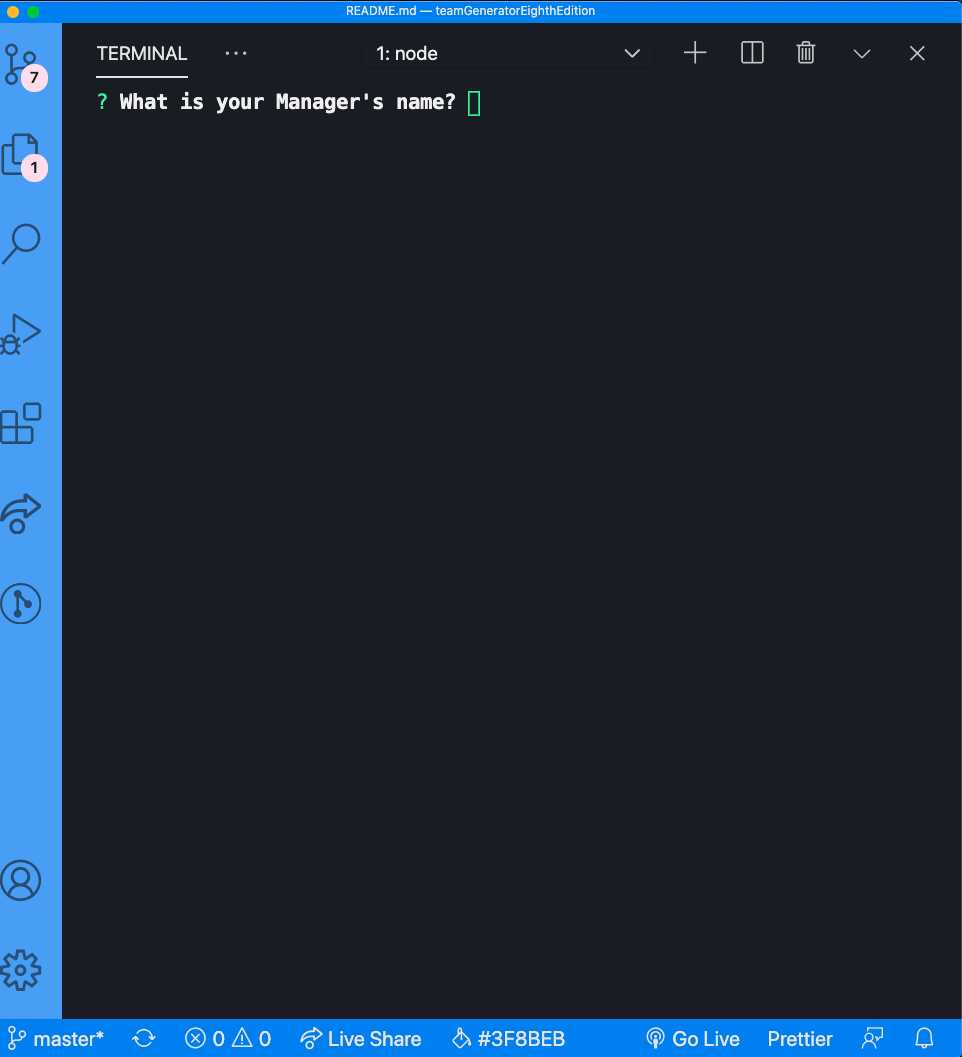 README.md — teamGeneratorEighthEdition
TERMINAL ··· 1: node
7
? What is your Manager's name?
1
master* 0 0 Live Share #3F8BEB Go Live Prettier